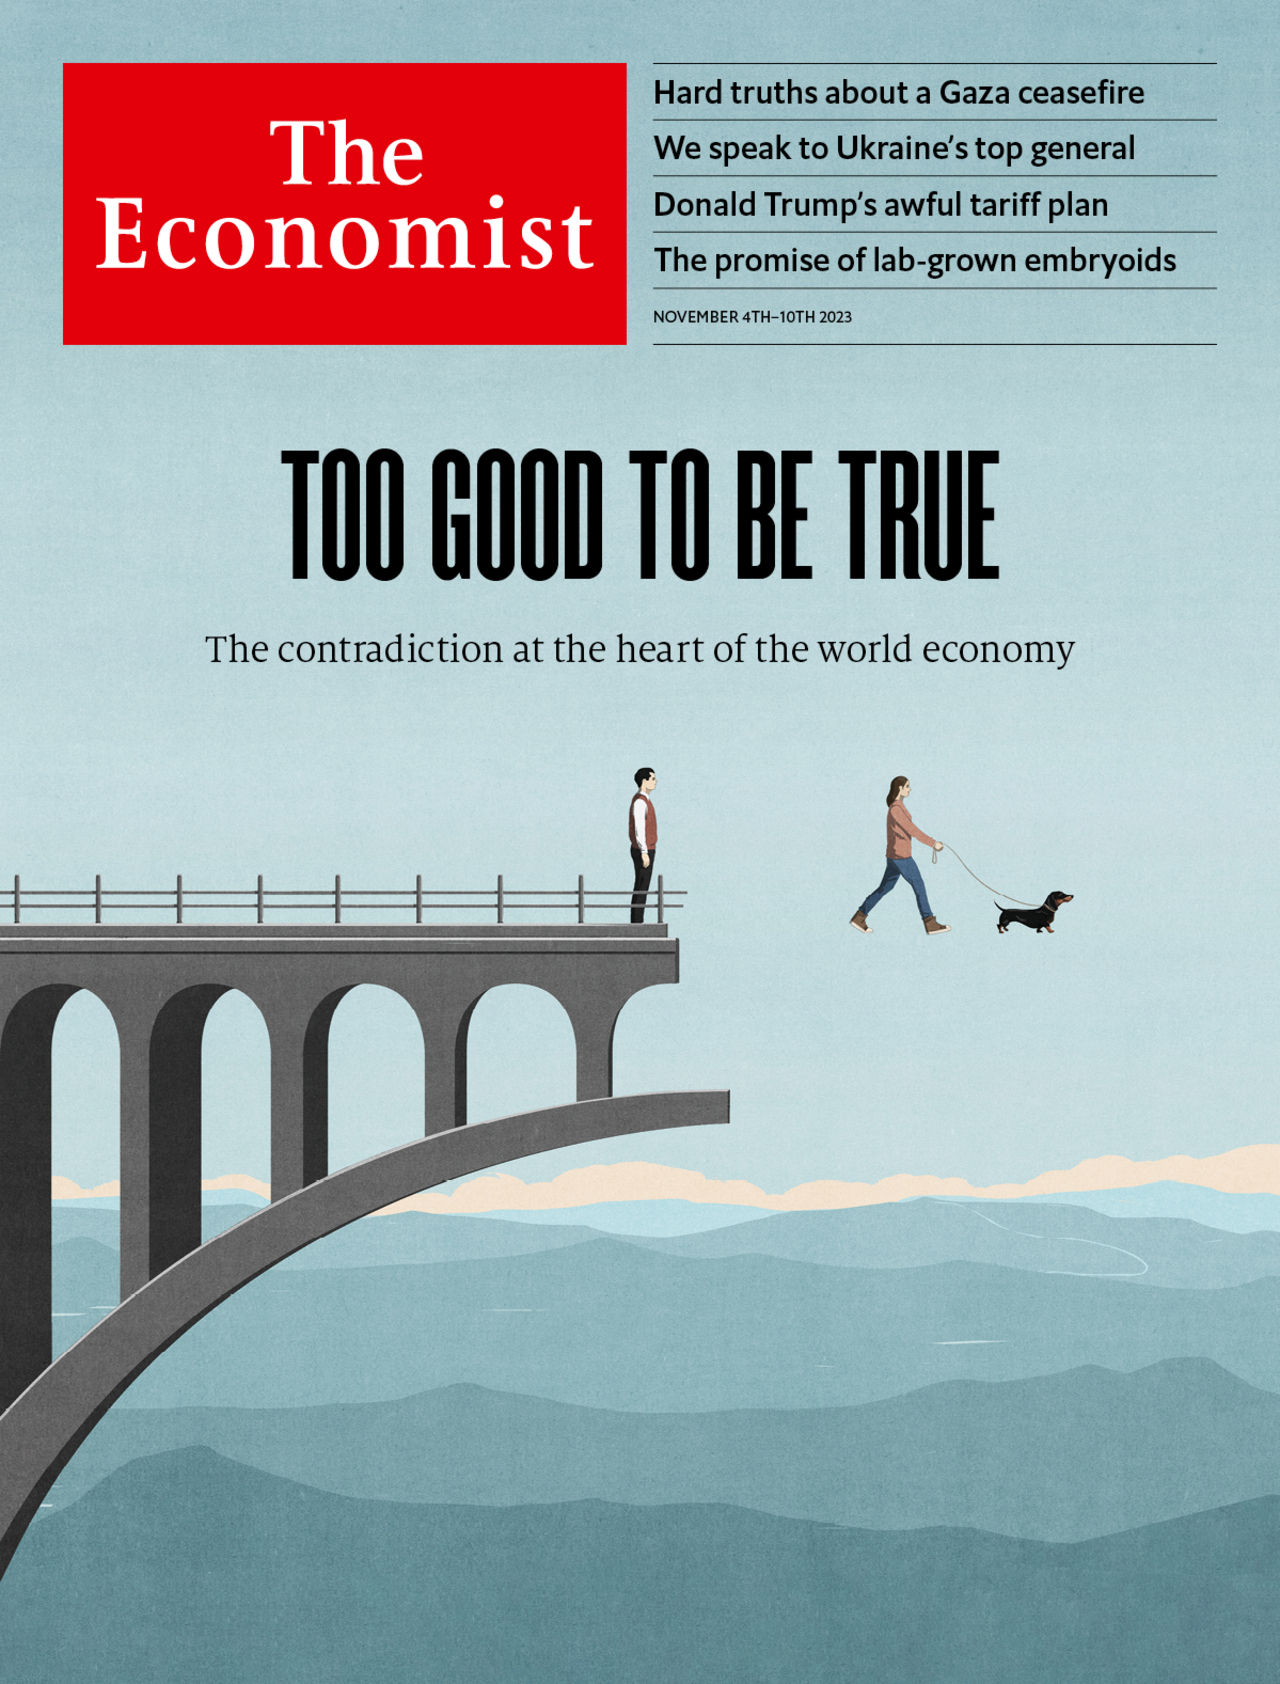 The
Economist
Hard truths about a Gaza ceasefire
We speak to Ukraine’s top general
Donald Trump’s awful tariff plan
The promise of lab-grown embryoids
NOVEMBER 4TH–10TH 2023
TOO GOOD TO BE TRUE
The contradiction at the heart of the world economy